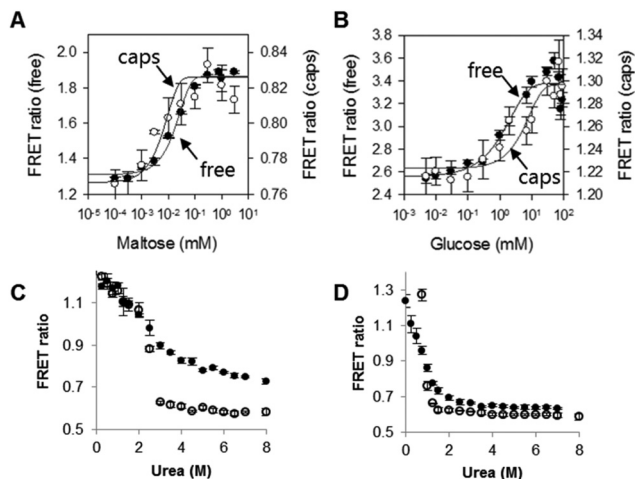 A
FRET ratio (free)
2.0
1.8
1.6
1.4
1.2
caps
free
0.84
0.82
0.80
0.78
0.76
FRET ratio (caps)
10-5 10-4 10-3 10-2 10-1 100 101
Maltose (mM)
B
FRET ratio (free)
3.8
3.6
3.4
3.2
3.0
2.8
2.6
2.4
free
caps
1.34
1.32
1.30
1.28
1.26
1.24
1.22
1.20
FRET ratio (caps)
10-3 10-2 10-1 100 101 102
Glucose (mM)
C
FRET ratio
1.1
0.9
0.7
0.5
0 2 4 6 8
Urea (M)
D
FRET ratio
1.3
1.1
0.9
0.7
0.5
0 2 4 6 8
Urea (M)